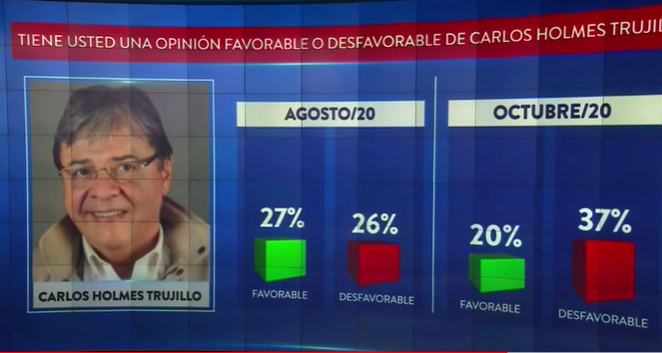 TIENE USTED UNA OPINIÓN FAVORABLE O DESFAVORABLE DE CARLOS HOLMES
AGOSTO/20
OCTUBRE/20
27%
26%
20%
37%
FAVORABLE
DESFAVORABLE
FAVORABLE
DESFAVORABLE
CARLOS HOLMES TRUJILLO